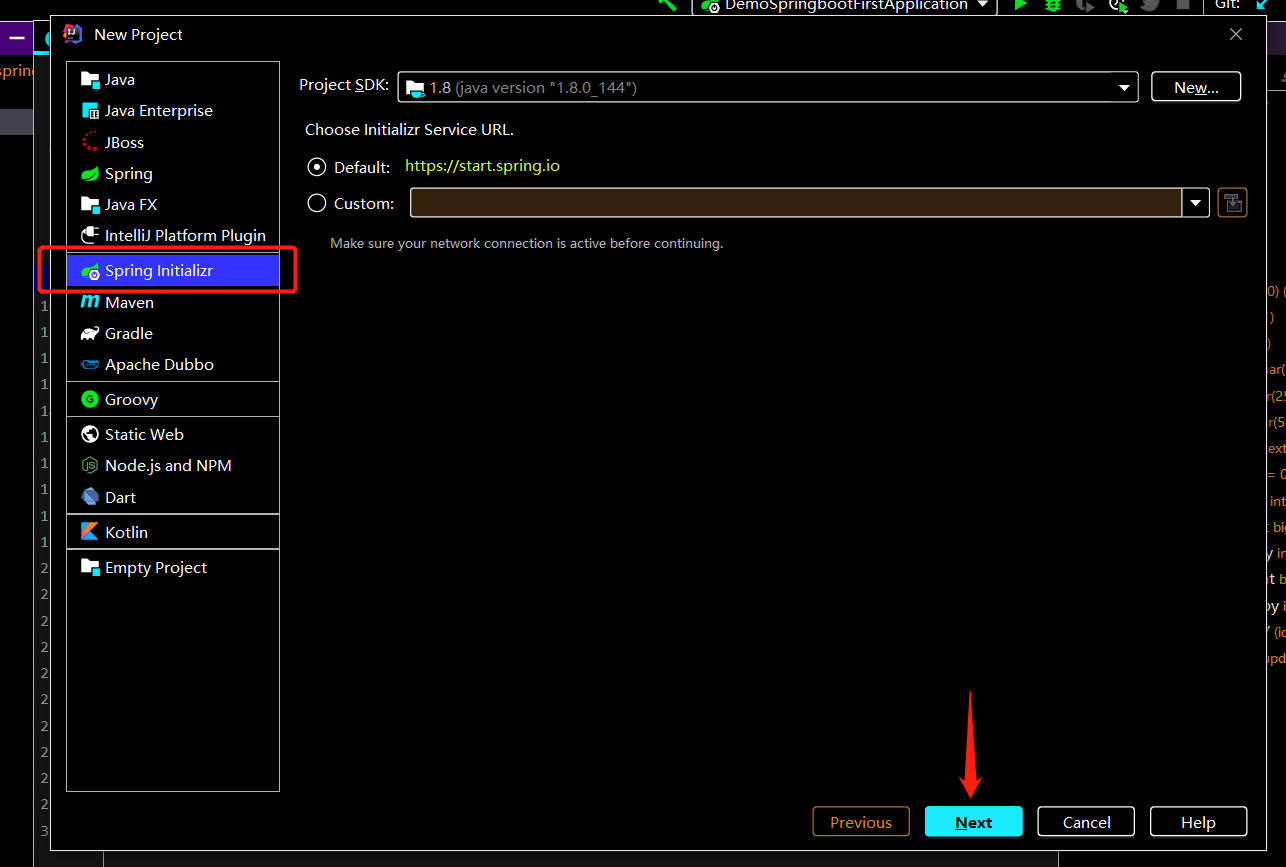 DemoSpringbootFirstApplication
Git:
New Project
spring
Java
Java Enterprise
JBoss
Spring
Java FX
IntelliJ Platform Plugin
Spring Initializr
Maven
Gradle
Apache Dubbo
Groovy
Static Web
Node.js and NPM
Dart
Kotlin
Empty Project
Project SDK: 1.8 (java version "1.8.0_144") New...
Choose Initializr Service URL.
Default: https://start.spring.io
Custom:
Make sure your network connection is active before continuing.
Previous Next Cancel Help